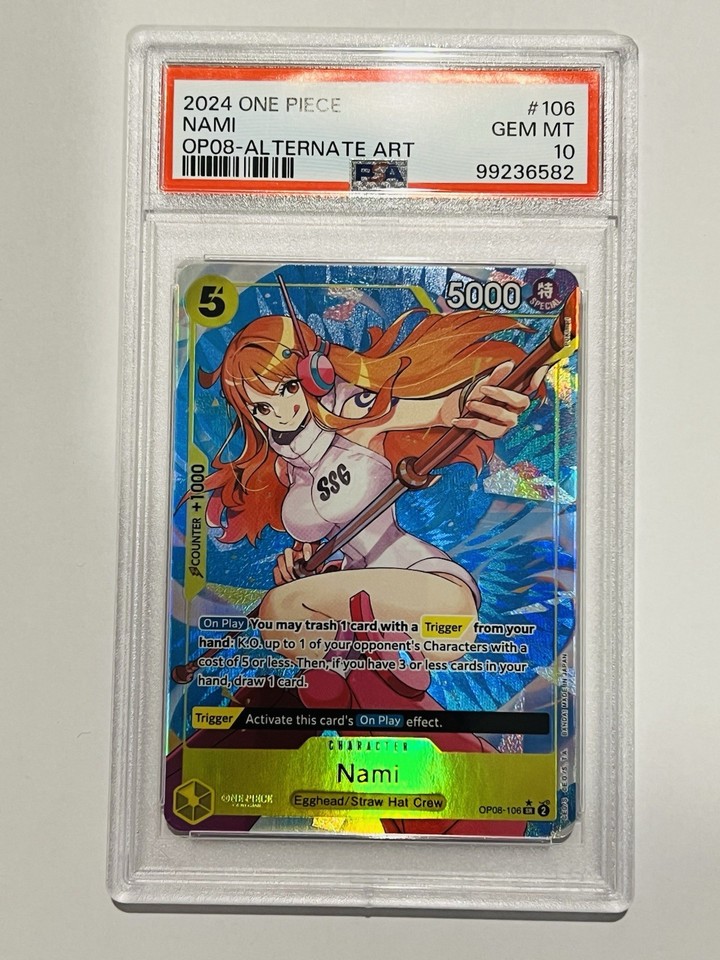 2024 ONE PIECE
#106
NAMI
GEM MT
OP08-ALTERNATE ART
10
PSA
99236582
5
5000
特
SPECIAL
COUNTER +1000
SSG
On Play You may trash 1 card with a Trigger from your
hand: K.O. up to 1 of your opponent's Characters with a
cost of 5 or less. Then, if you have 3 or less cards in your
hand, draw 1 card.
Trigger Activate this card's On Play effect.
CHARACTER
Nami
ONE PIECE
Egghead/Straw Hat Crew
OP08-106 SR 2
BANDAI MADE IN JAPAN